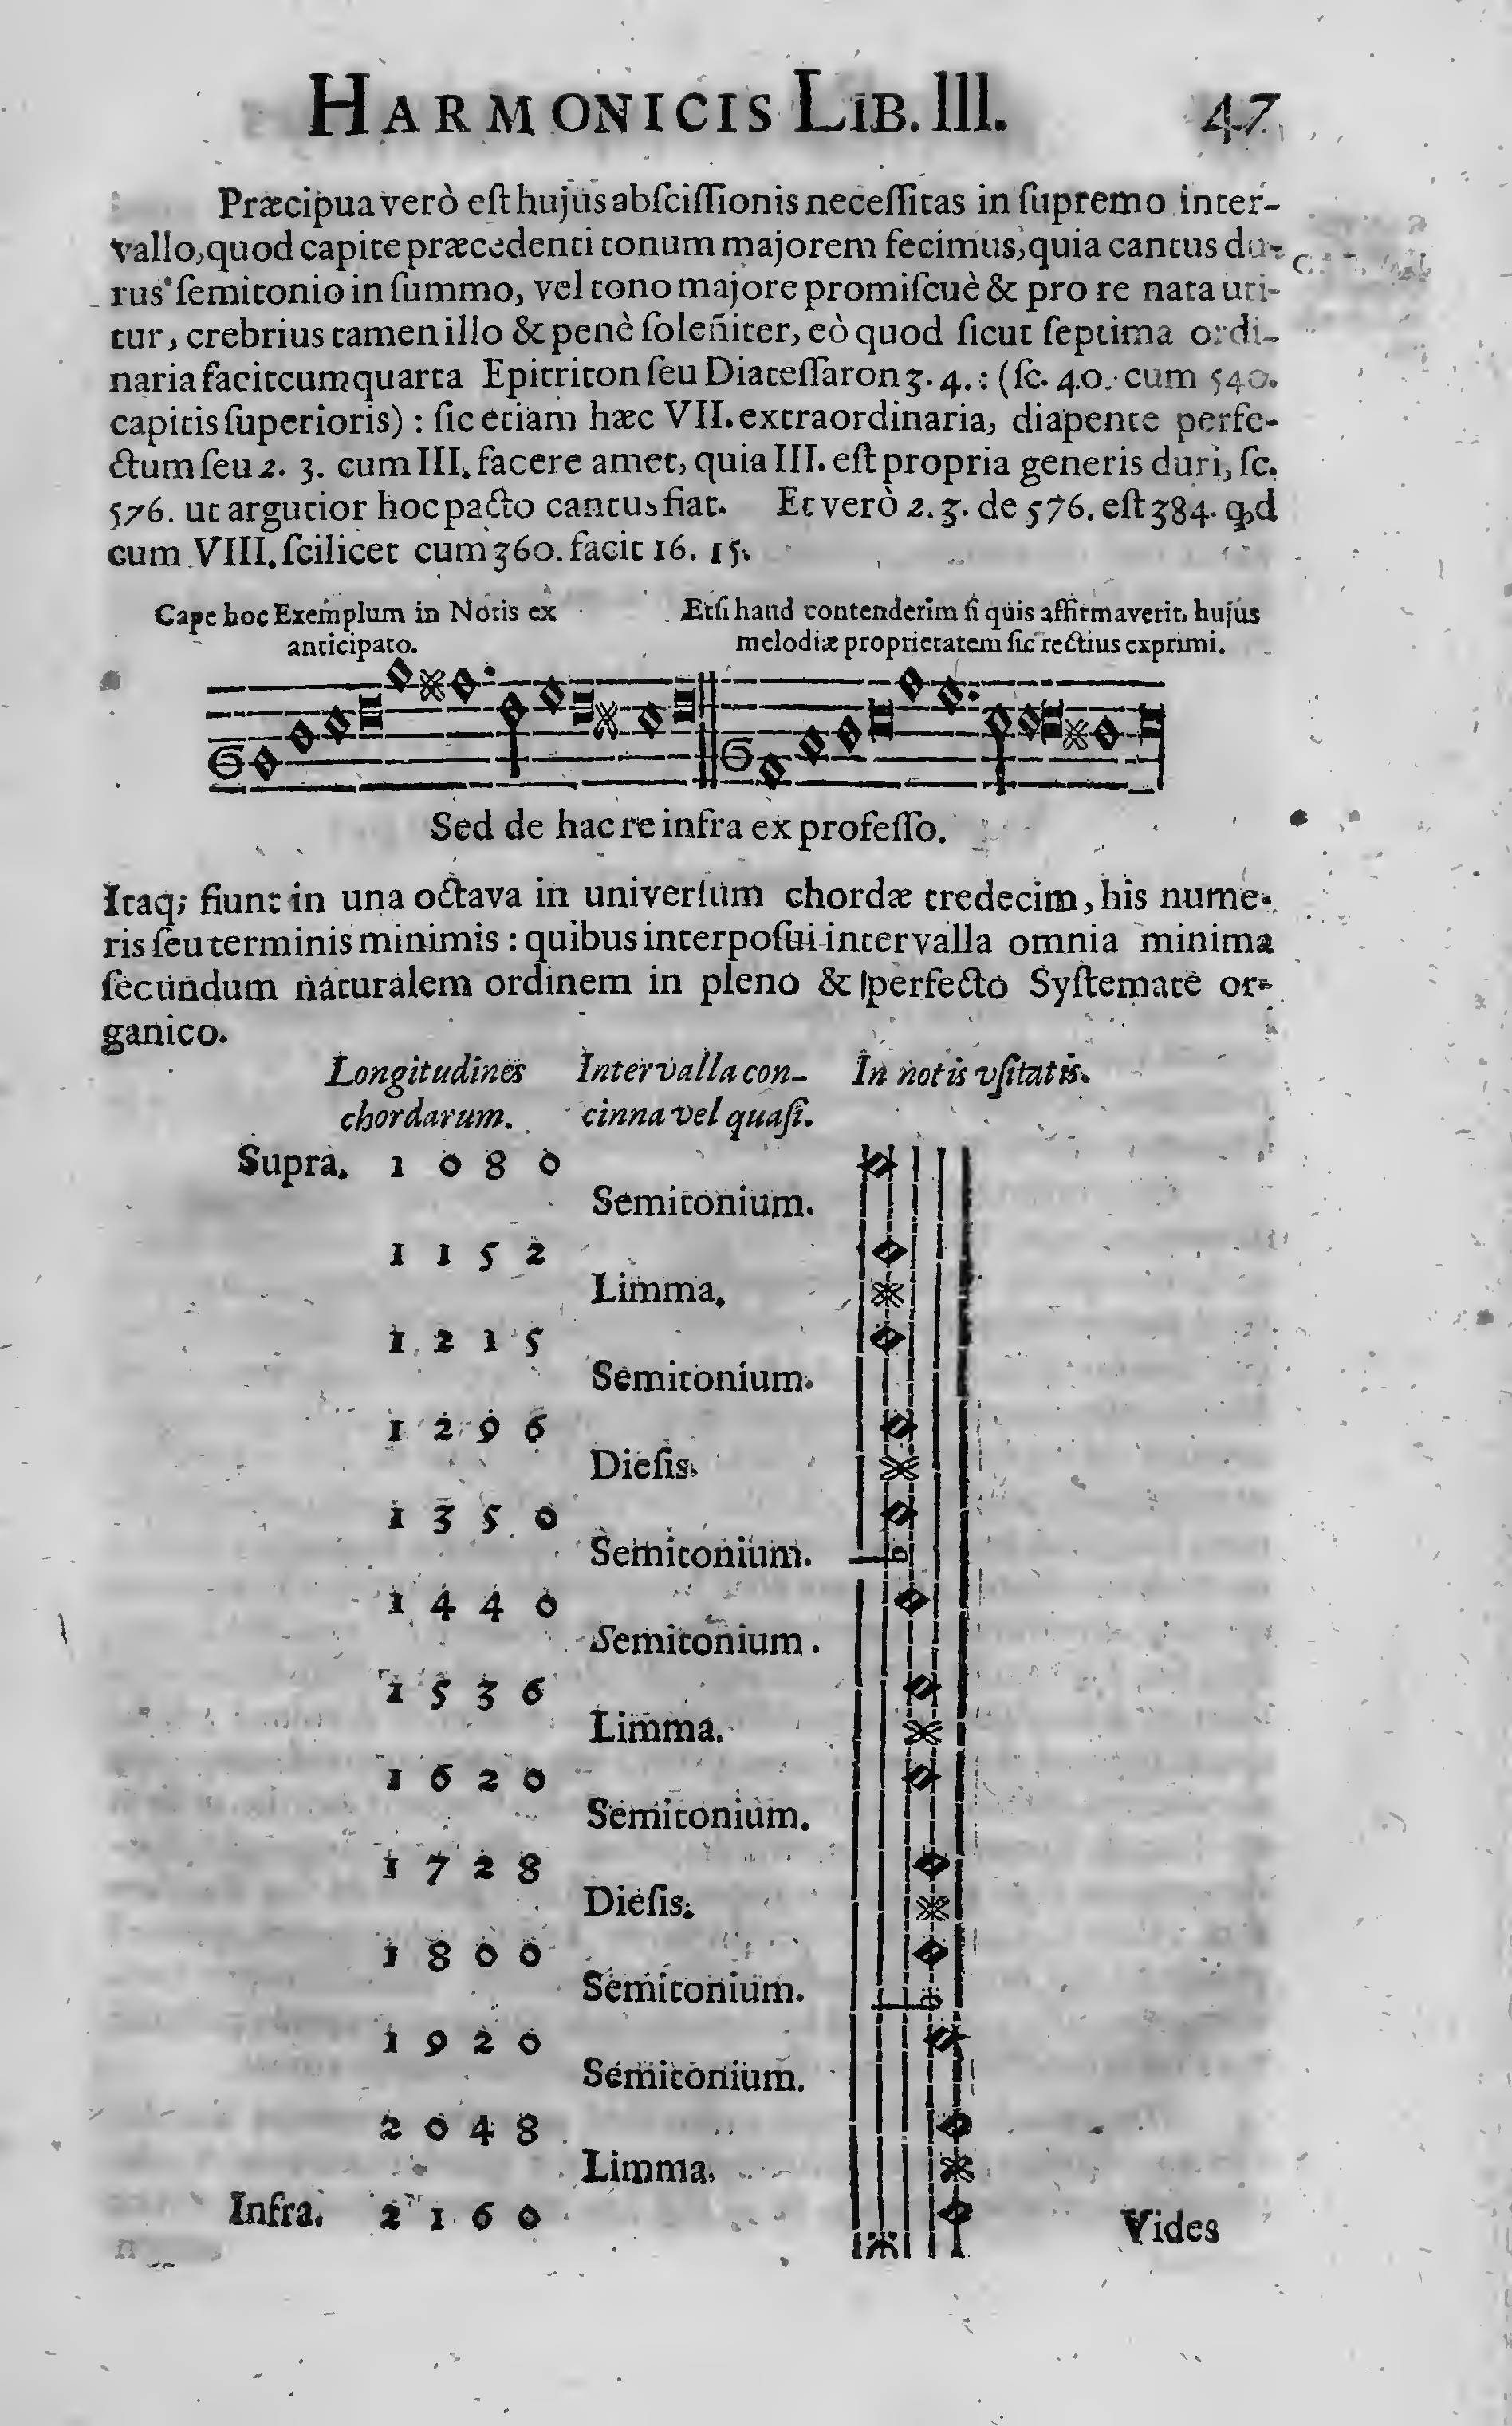 HARMONICIS LIB. III. 47
Præcipua verò eſt hujus abſciſſionis neceſſitas in ſupremo inter-
vallo, quod capite præcedenti tonum majorem fecimus, quia cantus du-
rus ſemitonio in ſummo, vel tono majore promiſcuè & pro re nata uti-
tur, crebrius tamen illo & penè ſoleñiter, eò quod ſicut ſeptima ordi-
naria facit cum quarta Epitriton ſeu Diateſſaron 3. 4. : (ſc. 40. cum 540.
capitis ſuperioris) : ſic etiam hæc VII. extraordinaria, diapente perfe-
ctum ſeu 2. 3. cum III. facere amet, quia III. eſt propria generis duri, ſc.
576. ut argutior hoc pacto cantus fiat. Et verò 2. 3. de 576. eſt 384. qd
cum VIII. ſcilicet cum 360. facit 16. 15.
Cape hoc Exemplum in Notis ex
anticipato.
Etſi haud contenderim ſi quis affirmaverit, hujus
melodiæ proprietatem ſic rectius exprimi.
Sed de hac re infra ex profeſſo.
Itaq; fiunt in una octava in univerſum chordæ tredecim, his nume-
ris ſeu terminis minimis : quibus interpoſui intervalla omnia minima
ſecundum naturalem ordinem in pleno & perfecto Syſtemate or-
ganico.
Longitudines Intervalla con- In notis vſitatis.
chordarum. cinna vel quaſi.
Supra. 1080
Semitonium.
1152
Limma.
1215
Semitonium.
1296
Dieſis.
1350
Semitonium.
1440
Semitonium.
1536
Limma.
1620
Semitonium.
1728
Dieſis.
1800
Semitonium.
1920
Semitonium.
2048
Limma.
Infra. 2160
Vides